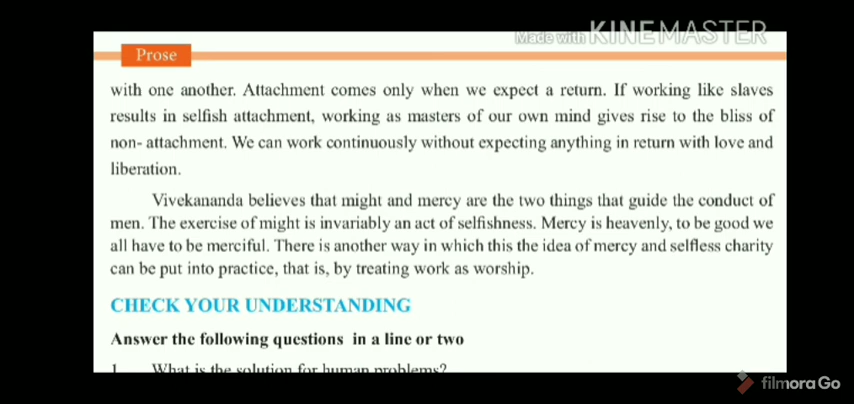 Made with KINEMASTER
Prose
with one another. Attachment comes only when we expect a return. If working like slaves
results in selfish attachment, working as masters of our own mind gives rise to the bliss of
non- attachment. We can work continuously without expecting anything in return with love and
liberation.
Vivekananda believes that might and mercy are the two things that guide the conduct of
men. The exercise of might is invariably an act of selfishness. Mercy is heavenly, to be good we
all have to be merciful. There is another way in which this the idea of mercy and selfless charity
can be put into practice, that is, by treating work as worship.
CHECK YOUR UNDERSTANDING
Answer the following questions in a line or two
1 What is the solution for human problems?
filmoraGo